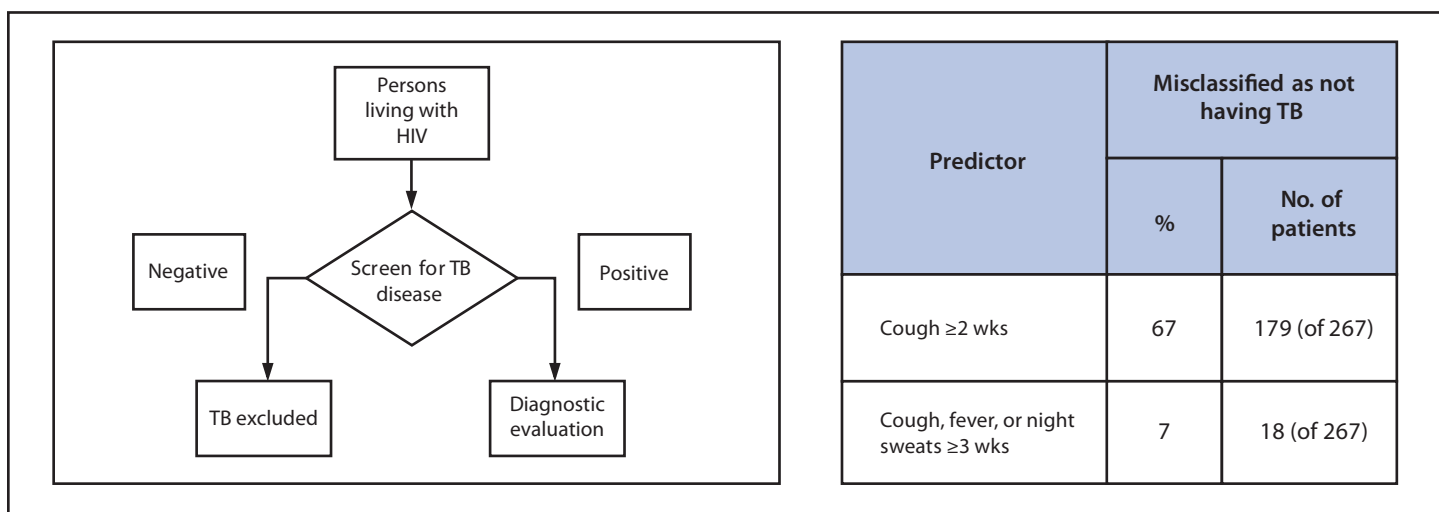 Persons
living with
HIV
Negative
Screen for TB
disease
Positive
TB excluded
Diagnostic
evaluation
Predictor
Misclassified as not
having TB
%
No. of
patients
Cough ≥2 wks
67
179 (of 267)
Cough, fever, or night
sweats ≥3 wks
7
18 (of 267)